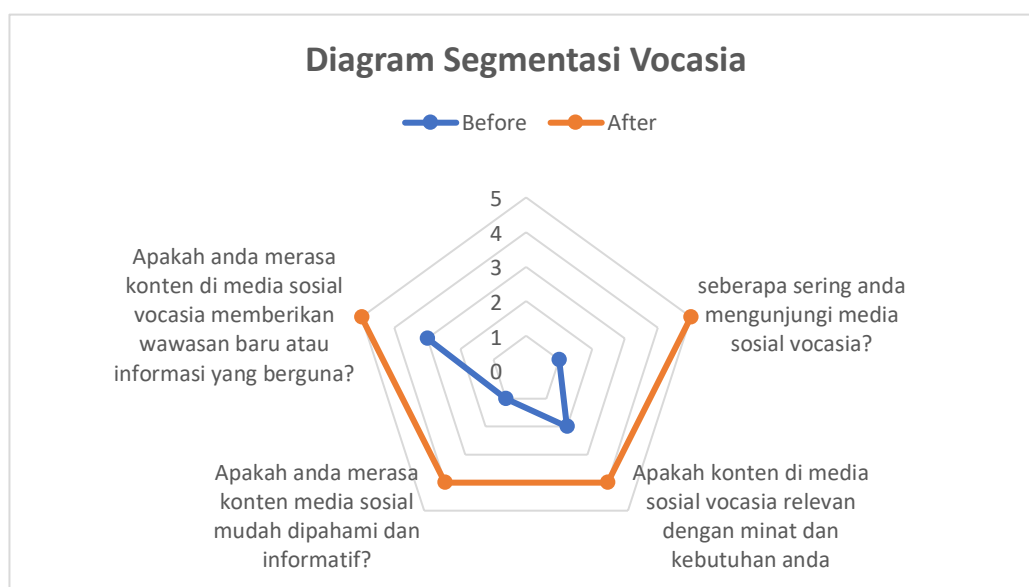 Diagram Segmentasi Vocasia
Before
After
5
4
3
2
1
0
seberapa sering anda
mengunjungi media
sosial vocasia?
Apakah konten di media
sosial vocasia relevan
dengan minat dan
kebutuhan anda
Apakah anda merasa
konten media sosial
mudah dipahami dan
informatif?
Apakah anda merasa
konten di media sosial
vocasia memberikan
wawasan baru atau
informasi yang berguna?